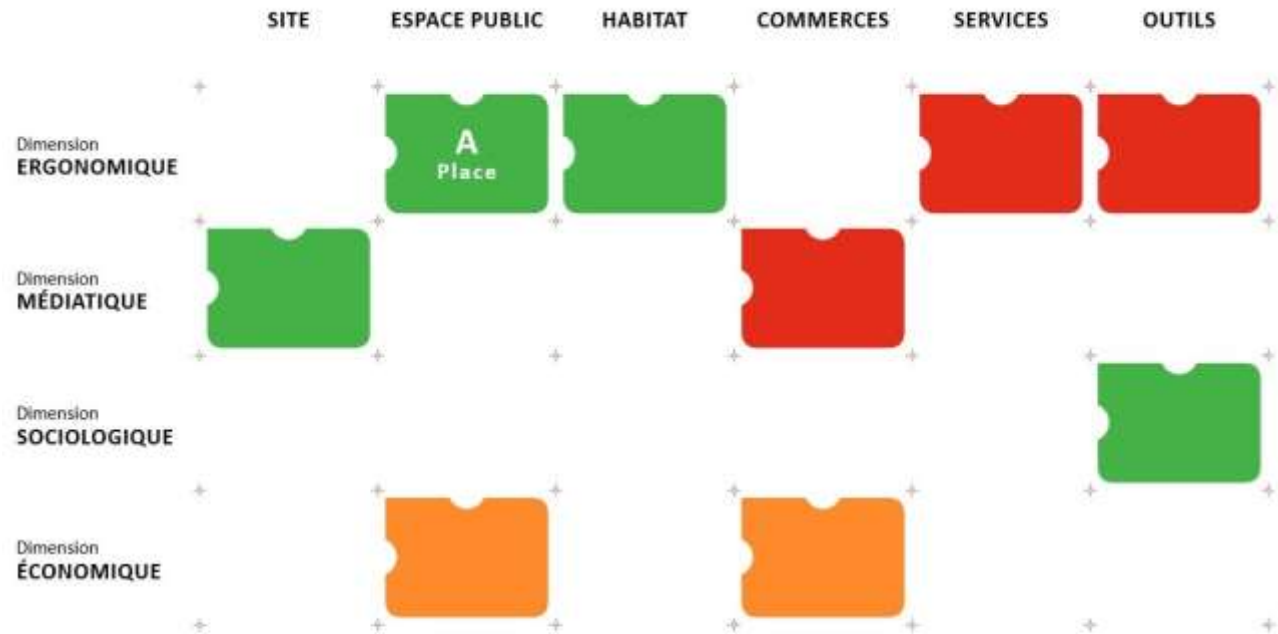 SITE ESPACE PUBLIC HABITAT COMMERCES SERVICES OUTILS
Dimension
ERGONOMIQUE
A
Place
Dimension
MÉDIATIQUE
Dimension
SOCIOLOGIQUE
Dimension
ÉCONOMIQUE